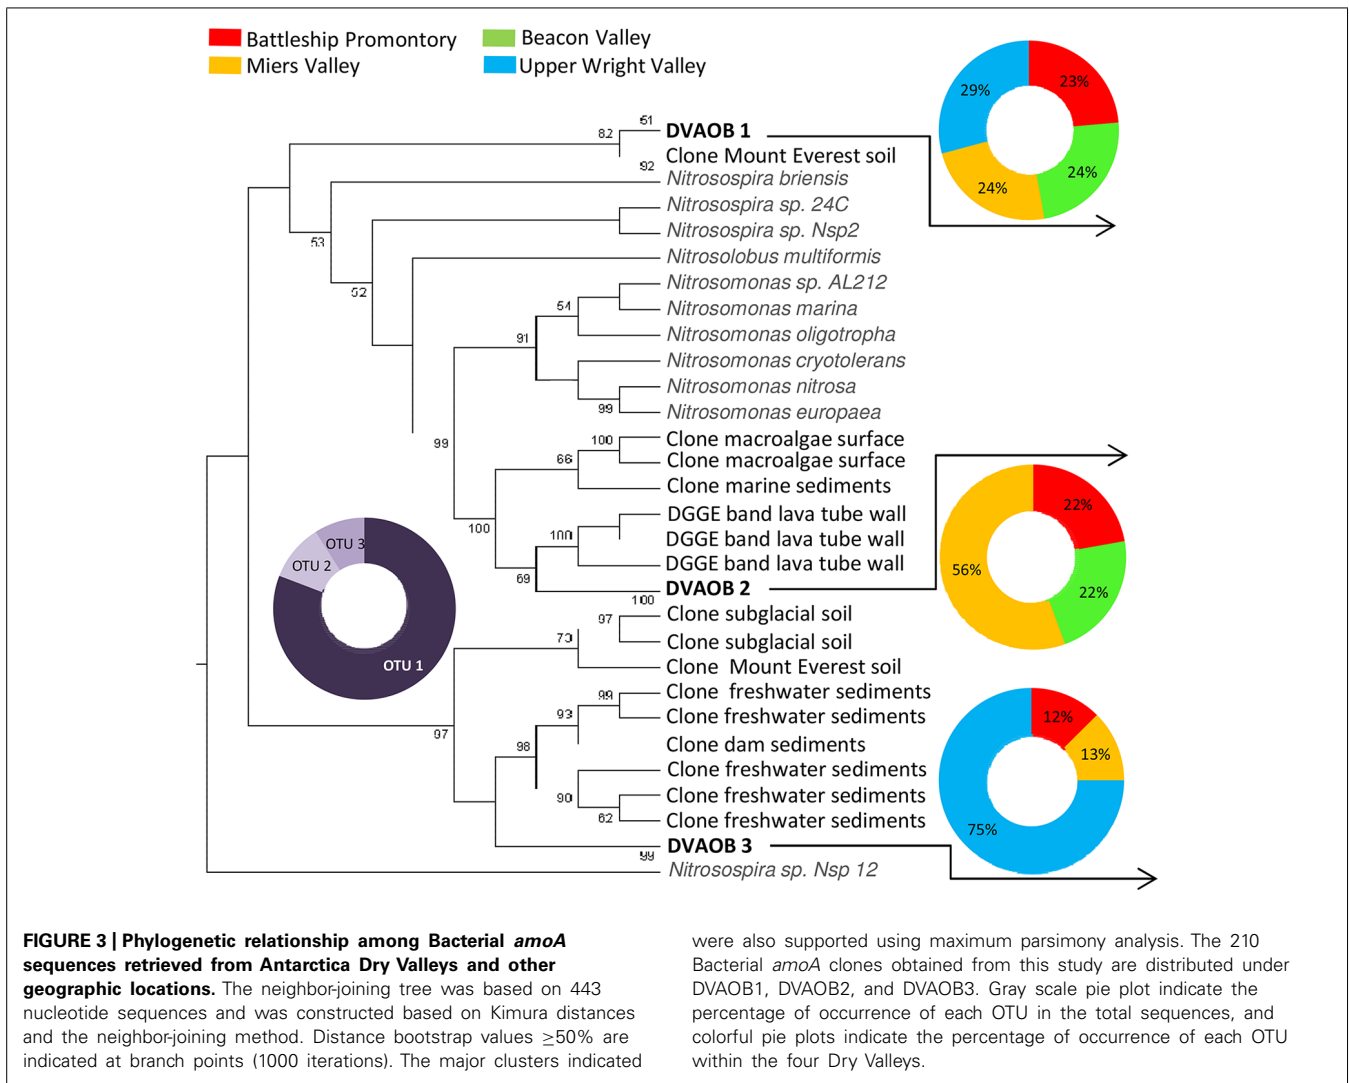 Battleship Promontory
Beacon Valley
Miers Valley
Upper Wright Valley
23%
29%
24%
24%
51
82
DVAOB 1
92
Clone Mount Everest soil
Nitrosospira briensis
Nitrosospira sp. 24C
53
Nitrosospira sp. Nsp2
Nitrosolobus multiformis
52
Nitrosomonas sp. AL212
54
Nitrosomonas marina
91
Nitrosomonas oligotropha
Nitrosomonas cryotolerans
Nitrosomonas nitrosa
99
Nitrosomonas europaea
99
100
Clone macroalgae surface
66
Clone macroalgae surface
Clone marine sediments
22%
56%
22%
DGGE band lava tube wall
100
100
DGGE band lava tube wall
DGGE band lava tube wall
69
DVAOB 2
100
OTU 3
OTU 2
OTU 1
97
Clone subglacial soil
73
Clone subglacial soil
Clone Mount Everest soil
99
Clone freshwater sediments
93
Clone freshwater sediments
97
98
Clone dam sediments
Clone freshwater sediments
90
Clone freshwater sediments
62
Clone freshwater sediments
DVAOB 3
99
Nitrosospira sp. Nsp 12
12%
13%
75%
FIGURE 3 | Phylogenetic relationship among Bacterial amoA
sequences retrieved from Antarctica Dry Valleys and other
geographic locations. The neighbor-joining tree was based on 443
nucleotide sequences and was constructed based on Kimura distances
and the neighbor-joining method. Distance bootstrap values ≥50% are
indicated at branch points (1000 iterations). The major clusters indicated
were also supported using maximum parsimony analysis. The 210
Bacterial amoA clones obtained from this study are distributed under
DVAOB1, DVAOB2, and DVAOB3. Gray scale pie plot indicate the
percentage of occurrence of each OTU in the total sequences, and
colorful pie plots indicate the percentage of occurrence of each OTU
within the four Dry Valleys.